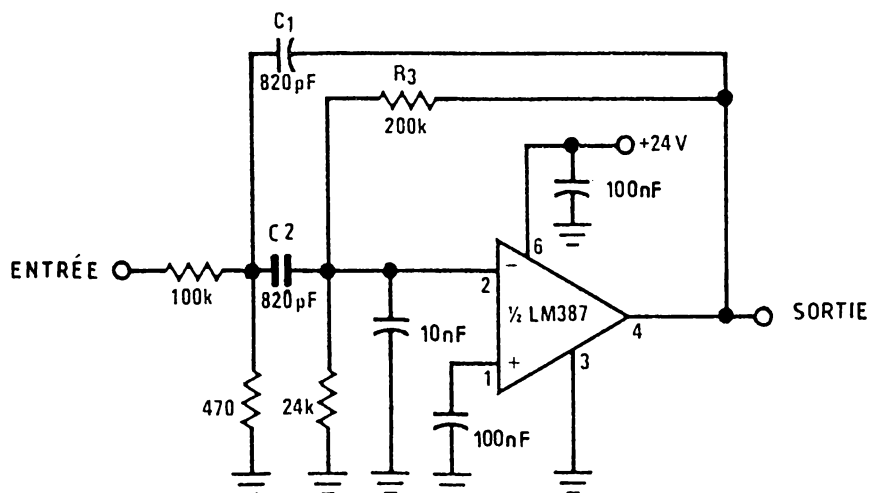 C1
820pF
R3
200k
+24V
100nF
ENTRÉE
100k
C2
820pF
6
−
2
½ LM387
4
SORTIE
10nF
+
1
3
470
24k
100nF